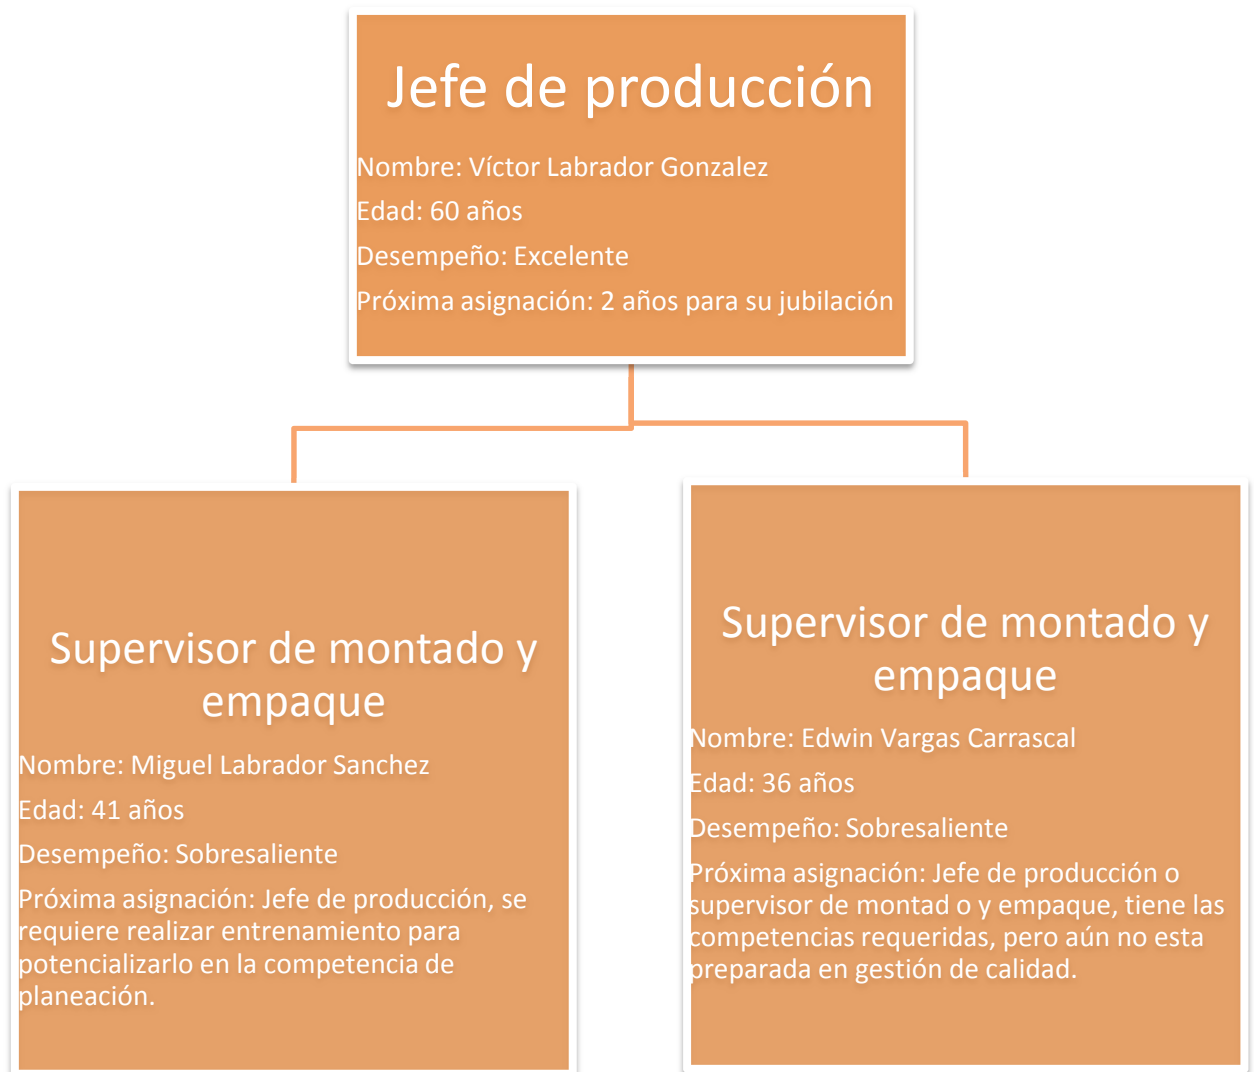 Jefe de producción
Nombre: Víctor Labrador Gonzalez
Edad: 60 años
Desempeño: Excelente
Próxima asignación: 2 años para su jubilación
Supervisor de montado y
empaque
Nombre: Miguel Labrador Sanchez
Edad: 41 años
Desempeño: Sobresaliente
Próxima asignación: Jefe de producción, se
requiere realizar entrenamiento para
potencializarlo en la competencia de
planeación.
Supervisor de montado y
empaque
Nombre: Edwin Vargas Carrascal
Edad: 36 años
Desempeño: Sobresaliente
Próxima asignación: Jefe de producción o
supervisor de montad o y empaque, tiene las
competencias requeridas, pero aún no esta
preparada en gestión de calidad.